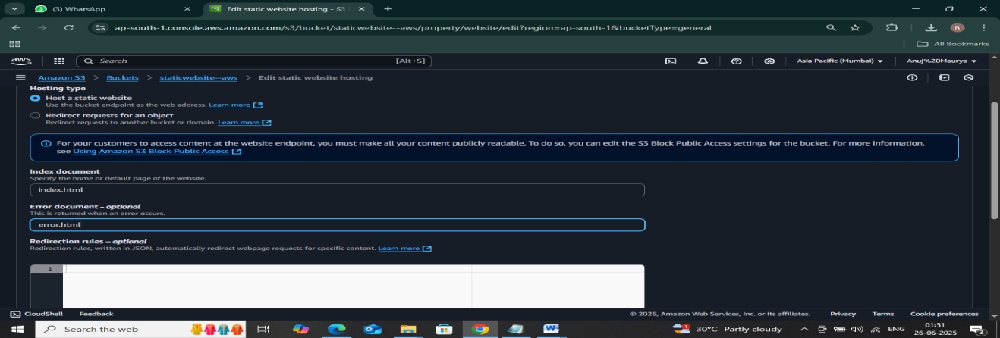 (3) WhatsApp
Edit static website hosting - S3
ap-south-1.console.aws.amazon.com/s3/bucket/staticwebsite--aws/property/website/edit?region=ap-south-1&bucketType=general
R
All Bookmarks
aws
Search [Alt+S]
Asia Pacific (Mumbai)
Anuj%20Maurya
Amazon S3 > Buckets > staticwebsite--aws > Edit static website hosting
Hosting type
Host a static website
Use the bucket endpoint as the web address. Learn more
Redirect requests for an object
Redirect requests to another bucket or domain. Learn more
For your customers to access content at the website endpoint, you must make all your content publicly readable. To do so, you can edit the S3 Block Public Access settings for the bucket. For more information,
see Using Amazon S3 Block Public Access
Index document
Specify the home or default page of the website.
index.html
Error document – optional
This is returned when an error occurs.
error.html
Redirection rules – optional
Redirection rules, written in JSON, automatically redirect webpage requests for specific content. Learn more
1
CloudShell Feedback © 2025, Amazon Web Services, Inc. or its affiliates. Privacy Terms Cookie preferences
Search the web
30°C Partly cloudy
ENG
01:51
26-06-2025
2